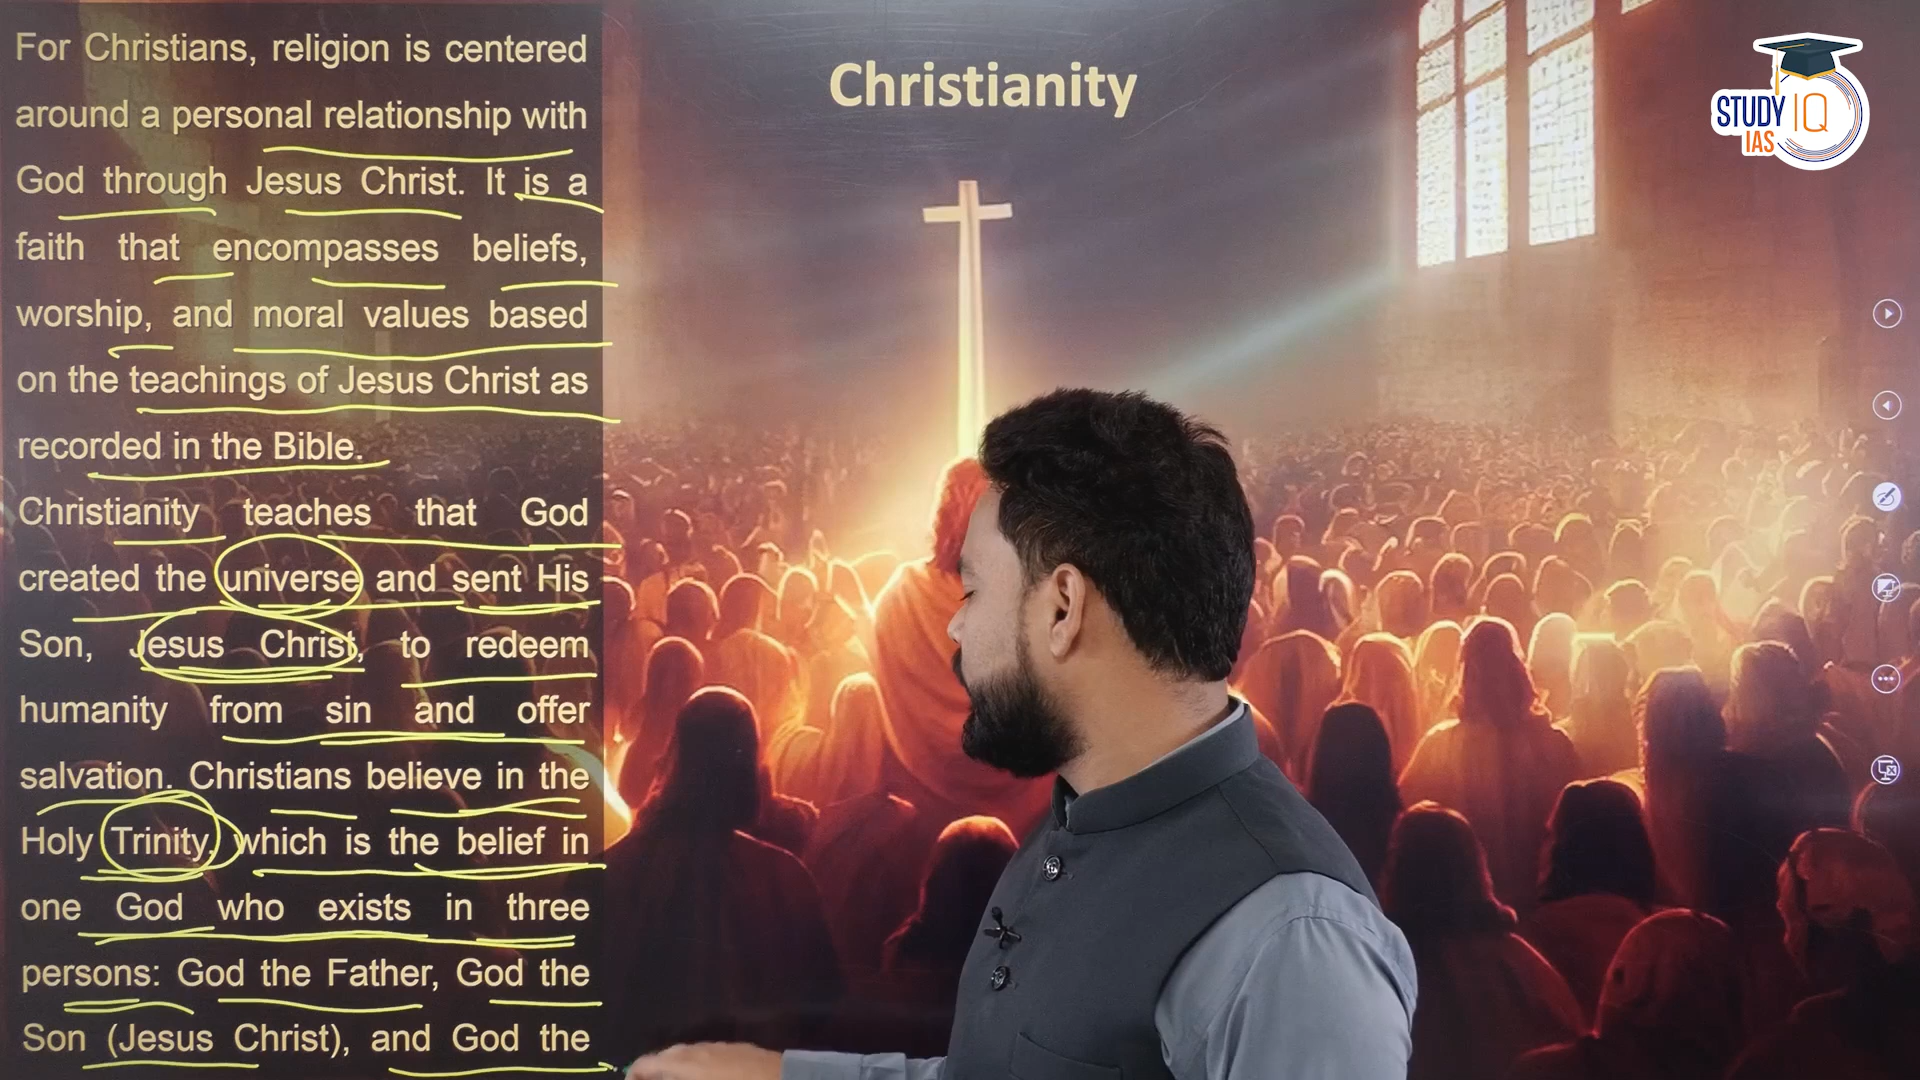 For Christians, religion is centered
around a personal relationship with
God through Jesus Christ. It is a
faith that encompasses beliefs,
worship, and moral values based
on the teachings of Jesus Christ as
recorded in the Bible.
Christianity teaches that God
created the universe and sent His
Son, Jesus Christ, to redeem
humanity from sin and offer
salvation. Christians believe in the
Holy Trinity, which is the belief in
one God who exists in three
persons: God the Father, God the
Son (Jesus Christ), and God the
Christianity
STUDY IQ
IAS